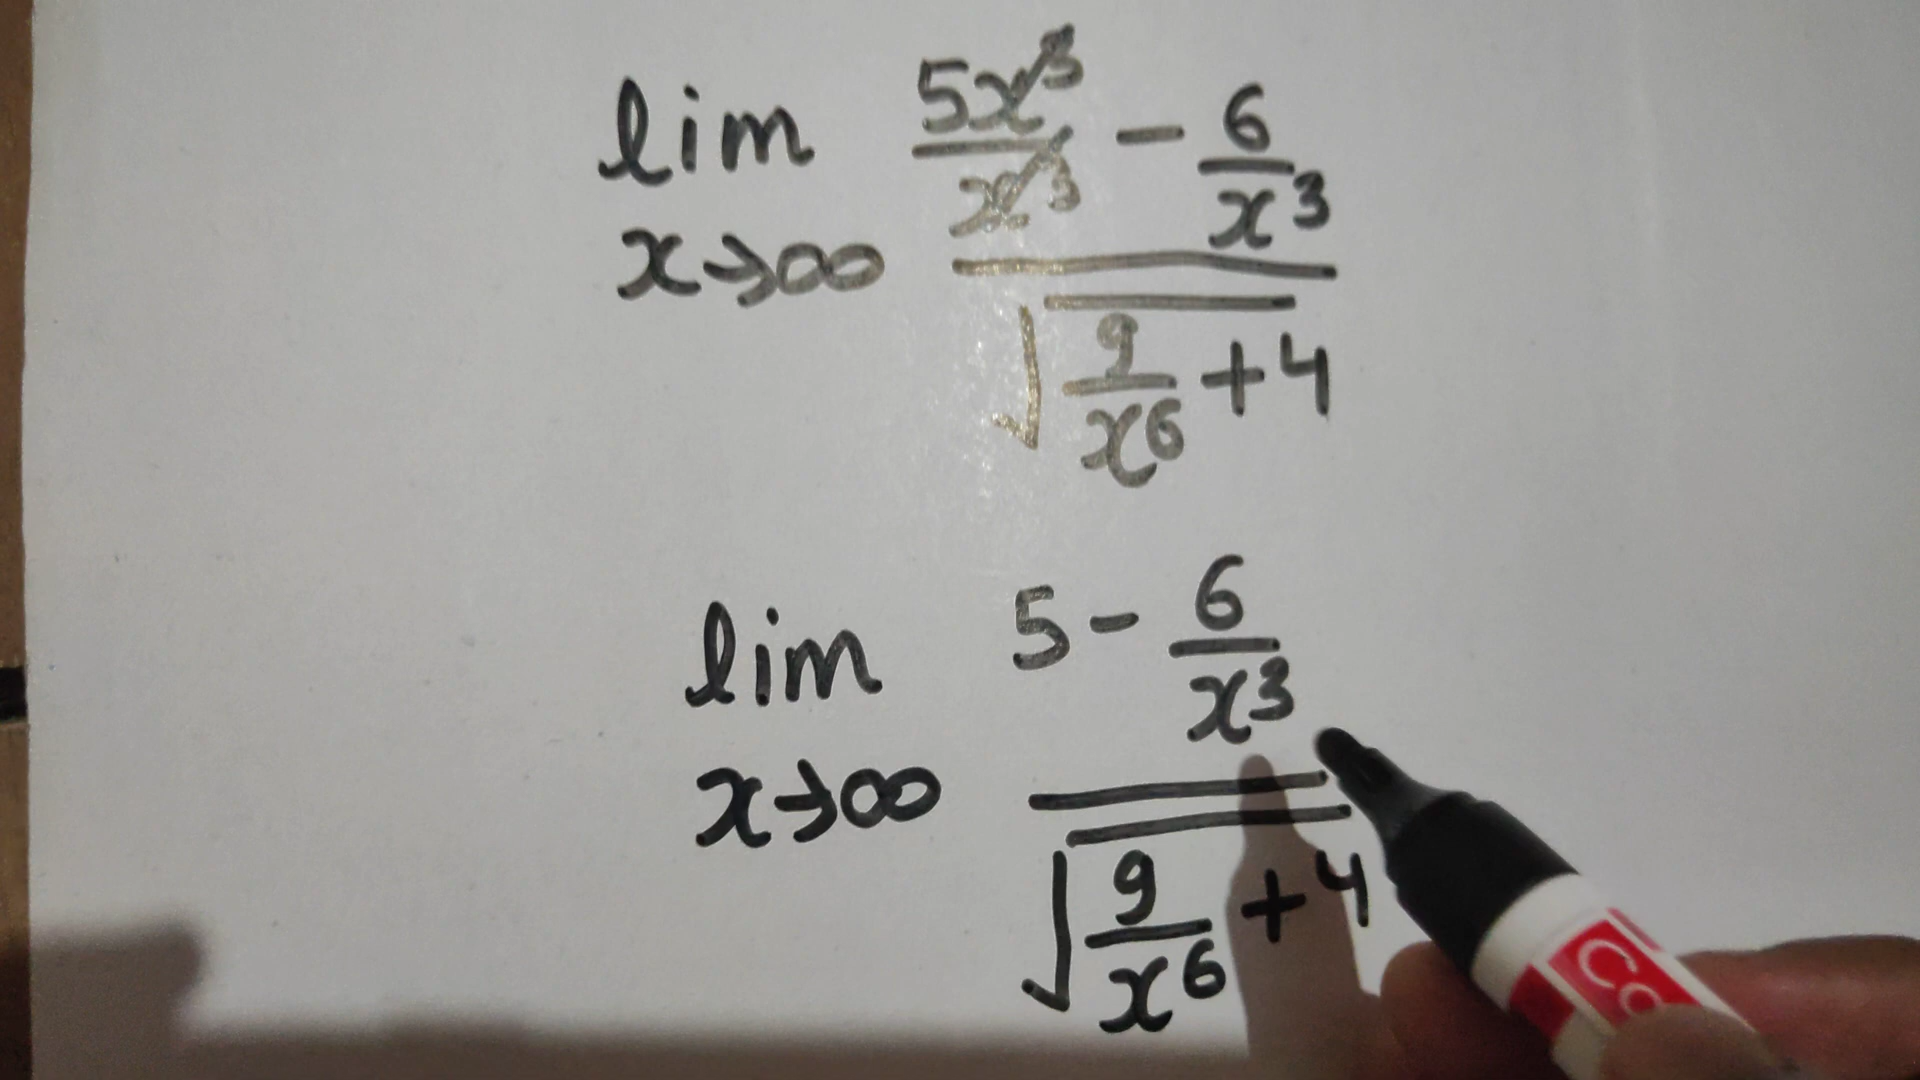 lim 5x³/x³ - 6/x³
x→∞ √9/x⁶ + 4
lim 5 - 6/x³
x→∞ √9/x⁶ + 4